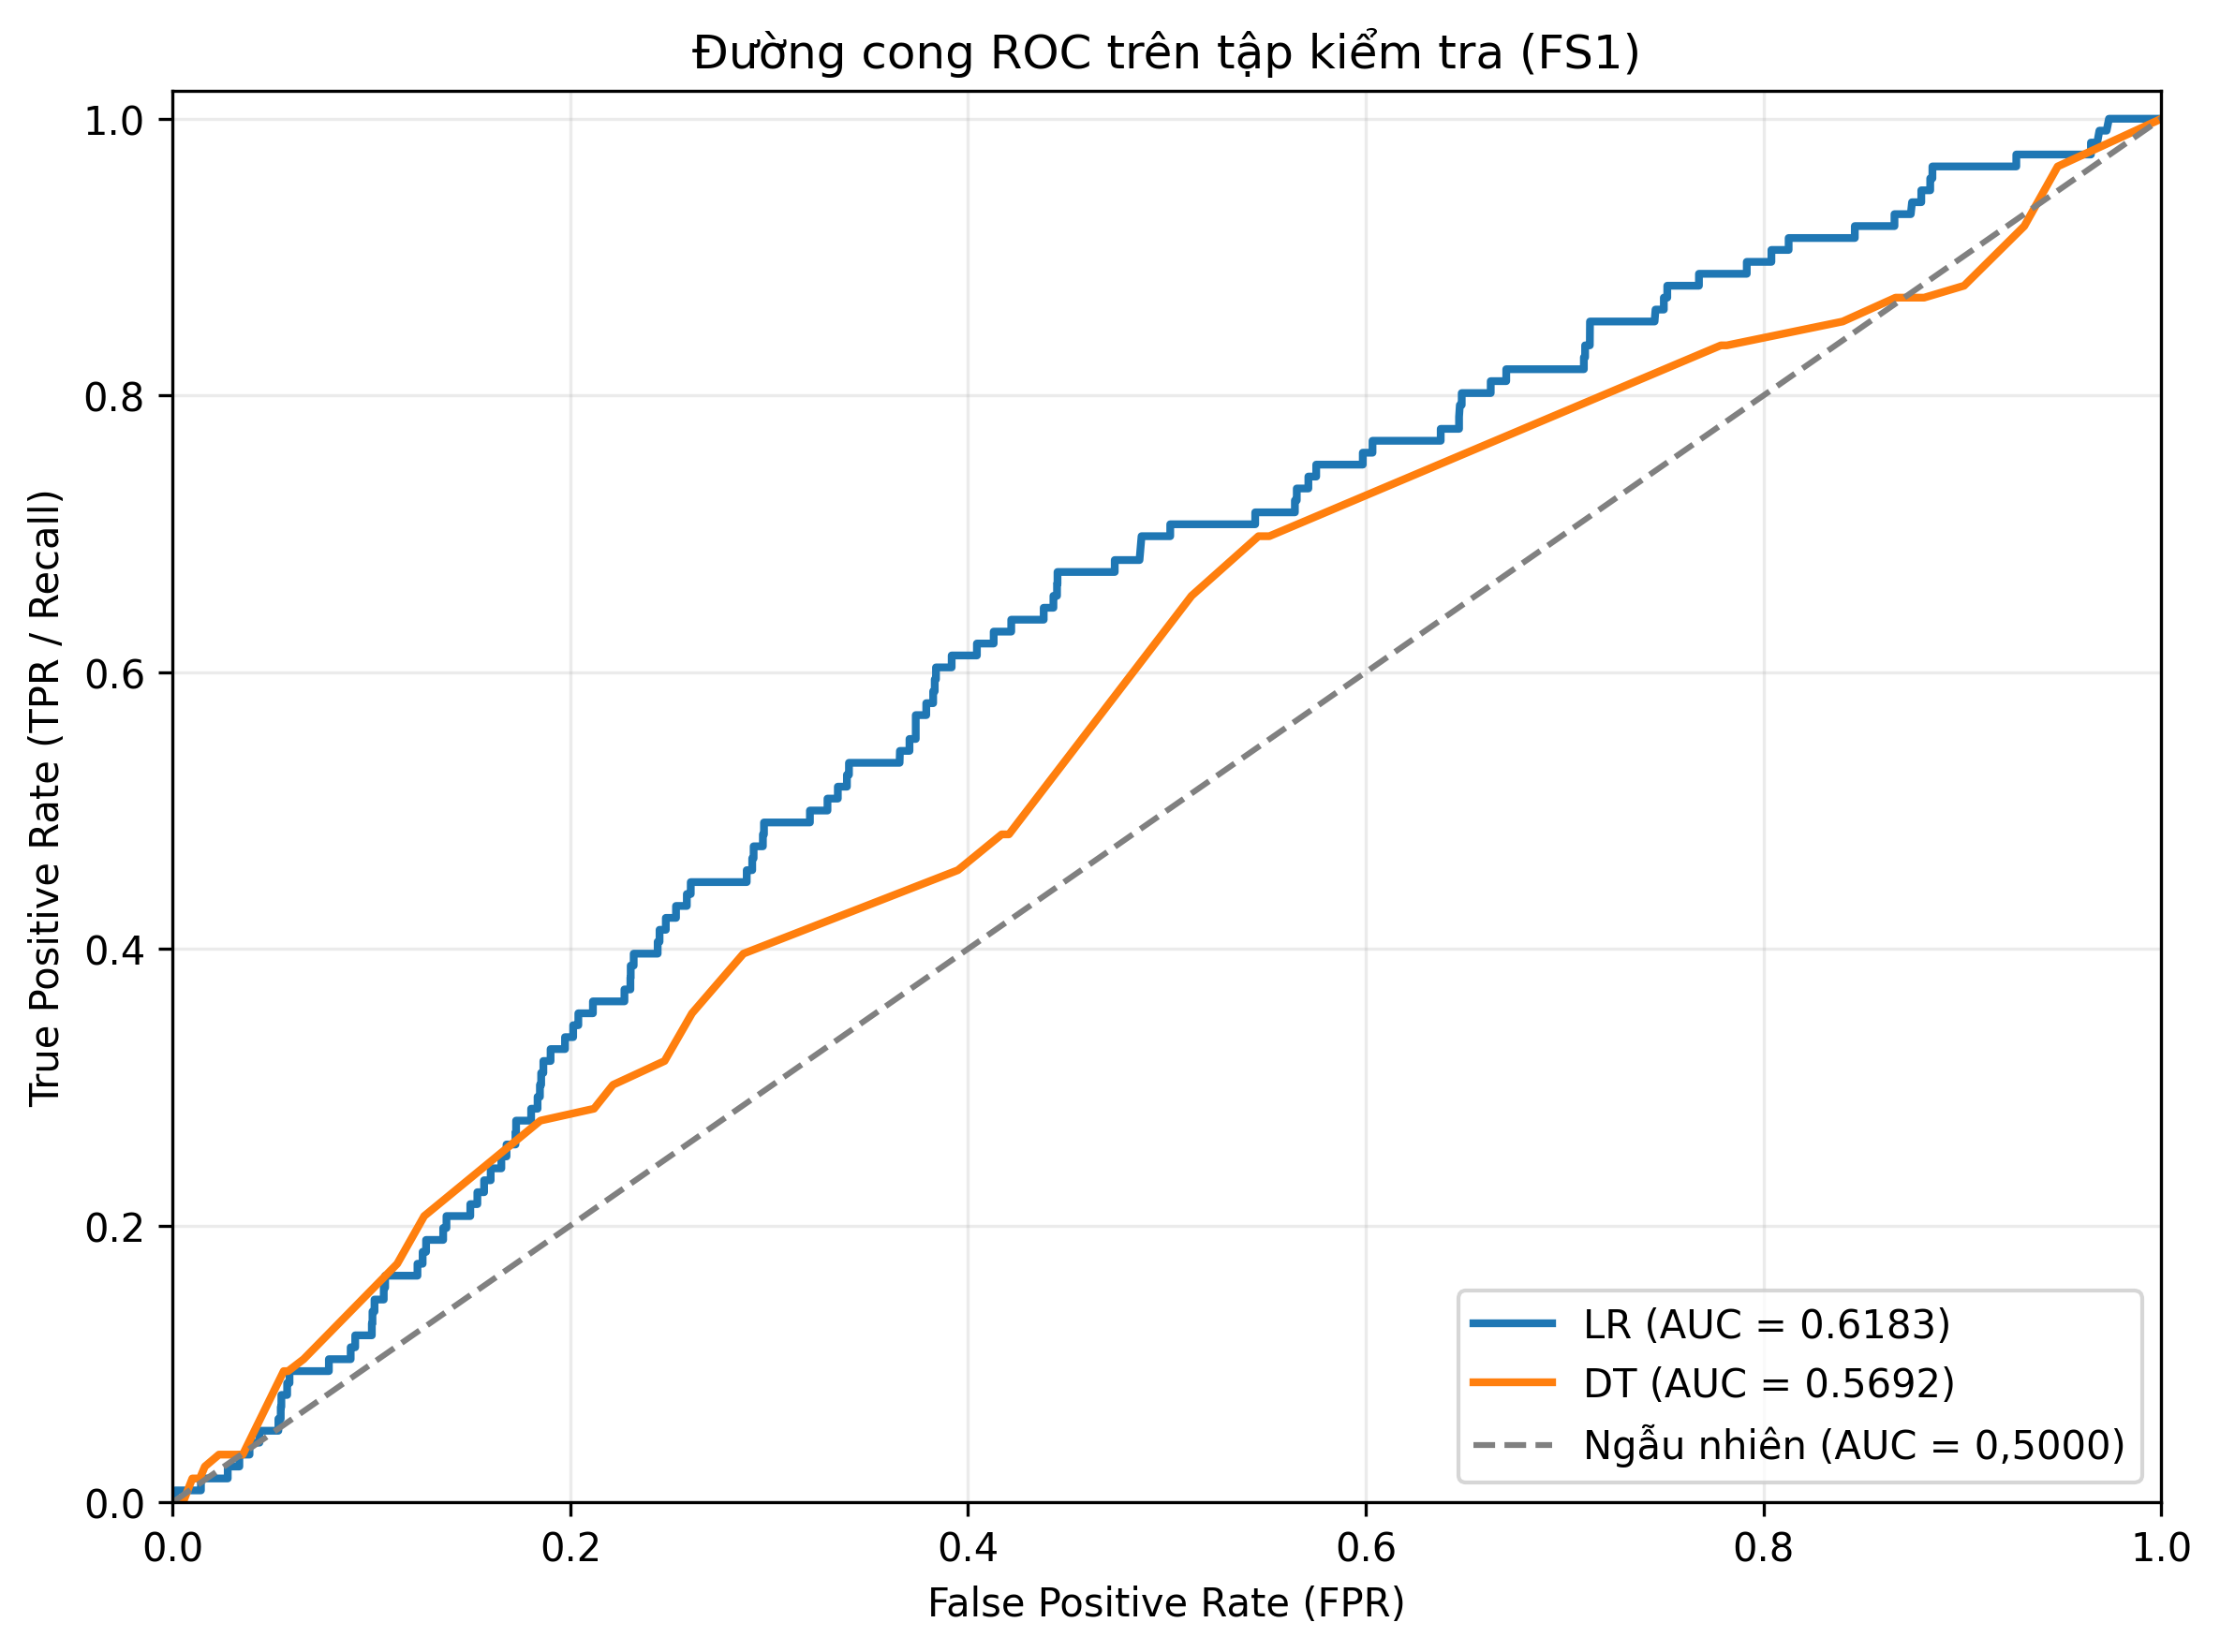 Đường cong ROC trên tập kiểm tra (FS1)
True Positive Rate (TPR / Recall)
1.0
0.8
0.6
0.4
0.2
0.0
0.0 0.2 0.4 0.6 0.8 1.0
False Positive Rate (FPR)
LR (AUC = 0.6183)
DT (AUC = 0.5692)
Ngẫu nhiên (AUC = 0,5000)